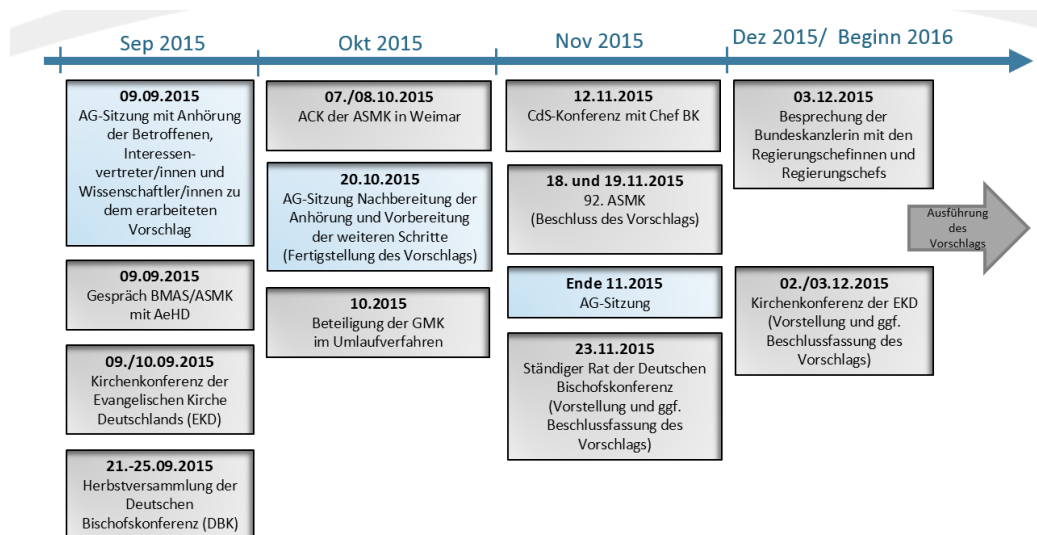 Sep 2015
Okt 2015
Nov 2015
Dez 2015/ Beginn 2016
09.09.2015
AG-Sitzung mit Anhörung
der Betroffenen,
Interessen-
vertreter/innen und
Wissenschaftler/innen zu
dem erarbeiteten
Vorschlag
09.09.2015
Gespräch BMAS/ASMK
mit AeHD
09./10.09.2015
Kirchenkonferenz der
Evangelischen Kirche
Deutschlands (EKD)
21.-25.09.2015
Herbstversammlung der
Deutschen
Bischofskonferenz (DBK)
07./08.10.2015
ACK der ASMK in Weimar
20.10.2015
AG-Sitzung Nachbereitung der
Anhörung und Vorbereitung
der weiteren Schritte
(Fertigstellung des Vorschlags)
10.2015
Beteiligung der GMK
im Umlaufverfahren
12.11.2015
CdS-Konferenz mit Chef BK
18. und 19.11.2015
92. ASMK
(Beschluss des Vorschlags)
Ende 11.2015
AG-Sitzung
23.11.2015
Ständiger Rat der Deutschen
Bischofskonferenz
(Vorstellung und ggf.
Beschlussfassung des
Vorschlags)
03.12.2015
Besprechung der
Bundeskanzlerin mit den
Regierungschefinnen und
Regierungschefs
02./03.12.2015
Kirchenkonferenz der EKD
(Vorstellung und ggf.
Beschlussfassung des
Vorschlags)
Ausführung
des
Vorschlags